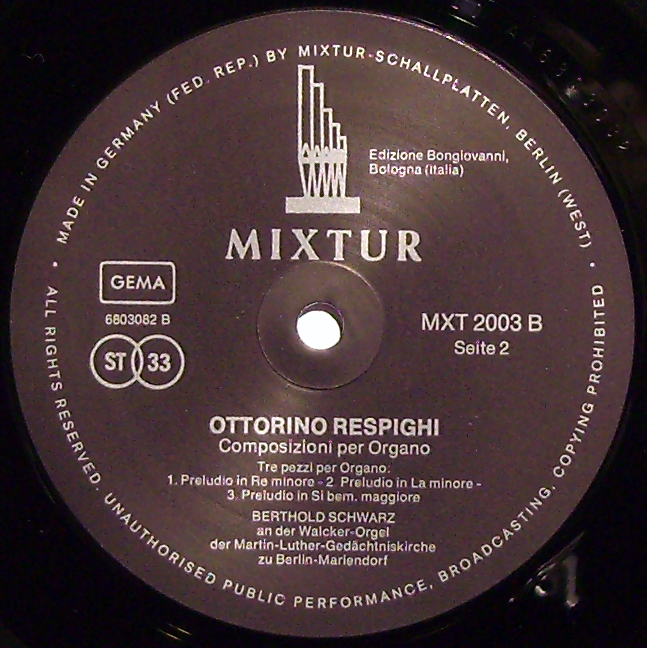 MADE IN GERMANY (FED. REP.) BY MIXTUR-SCHALLPLATTEN, BERLIN (WEST) •
Edizione Bongiovanni,
Bologna (Italia)
MIXTUR
GEMA
6803082 B
ST 33
MXT 2003 B
Seite 2
OTTORINO RESPIGHI
Composizioni per Organo
Tre pezzi per Organo:
1. Preludio in Re minore - 2 Preludio in La minore -
3. Preludio in Si bem. maggiore
BERTHOLD SCHWARZ
an der Walcker-Orgel
der Martin-Luther-Gedächtniskirche
zu Berlin-Mariendorf
• ALL RIGHTS RESERVED. UNAUTHORISED PUBLIC PERFORMANCE, BROADCASTING, COPYING PROHIBITED